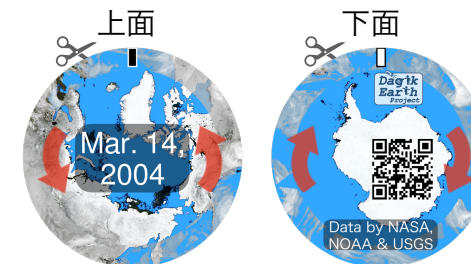 上面
下面
Mar. 14,
2004
Dagik
Earth
Project
Data by NASA,
NOAA & USGS